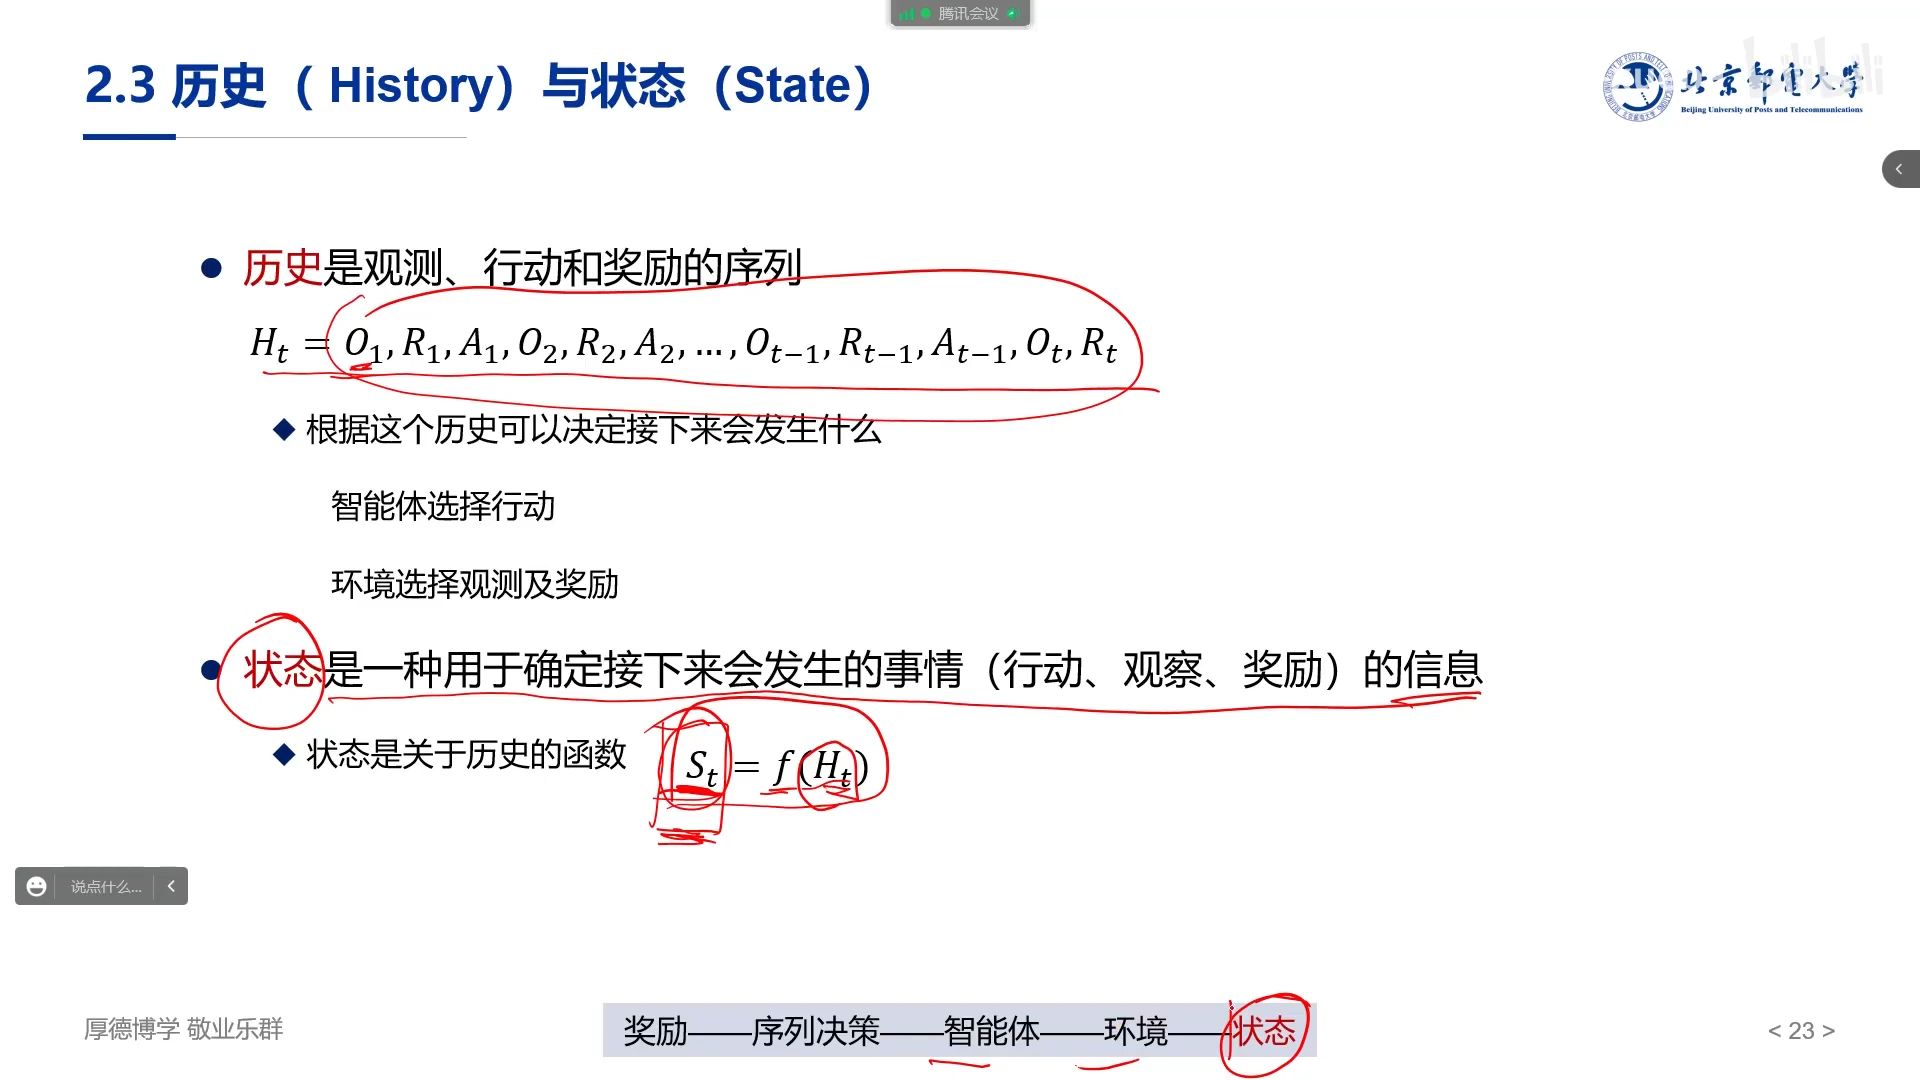 腾讯会议
2.3 历史（ History）与状态（State）
北京邮电大学
Beijing University of Posts and Telecommunications
历史是观测、行动和奖励的序列
H_t = O_1, R_1, A_1, O_2, R_2, A_2, … , O_{t−1}, R_{t−1}, A_{t−1}, O_t, R_t
根据这个历史可以决定接下来会发生什么
智能体选择行动
环境选择观测及奖励
状态是一种用于确定接下来会发生的事情（行动、观察、奖励）的信息
状态是关于历史的函数 S_t = f(H_t)
说点什么...
厚德博学 敬业乐群
奖励——序列决策——智能体——环境——状态
< 23 >